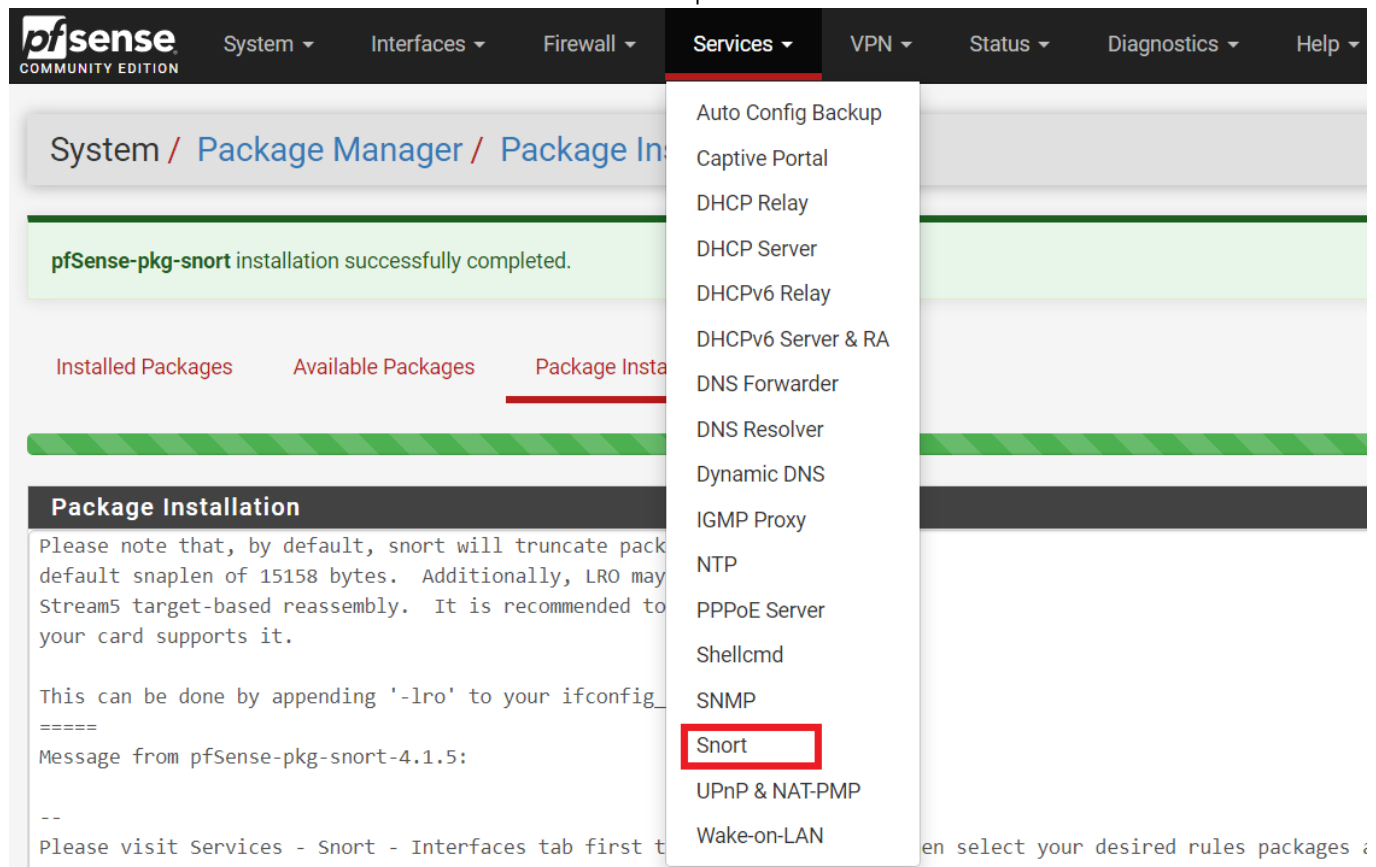 pfsense
COMMUNITY EDITION
System
Interfaces
Firewall
Services
VPN
Status
Diagnostics
Help
System / Package Manager / Package
pfSense-pkg-snort installation successfully completed.
Installed Packages
Available Packages
Package
Package Installation
Please note that, by default, snort will truncate
default snaplen of 15158 bytes. Additionally, LRO may
Stream5 target-based reassembly. It is recommended to
your card supports it.
This can be done by appending '-lro' to your ifconfig_
=====
Message from pfSense-pkg-snort-4.1.5:
--
Please visit Services - Snort - Interfaces tab first
select your desired rules packages
Auto Config Backup
Captive Portal
DHCP Relay
DHCP Server
DHCPv6 Relay
DHCPv6 Server & RA
DNS Forwarder
DNS Resolver
Dynamic DNS
IGMP Proxy
NTP
PPPoE Server
Shellcmd
SNMP
Snort
UPnP & NAT-PMP
Wake-on-LAN